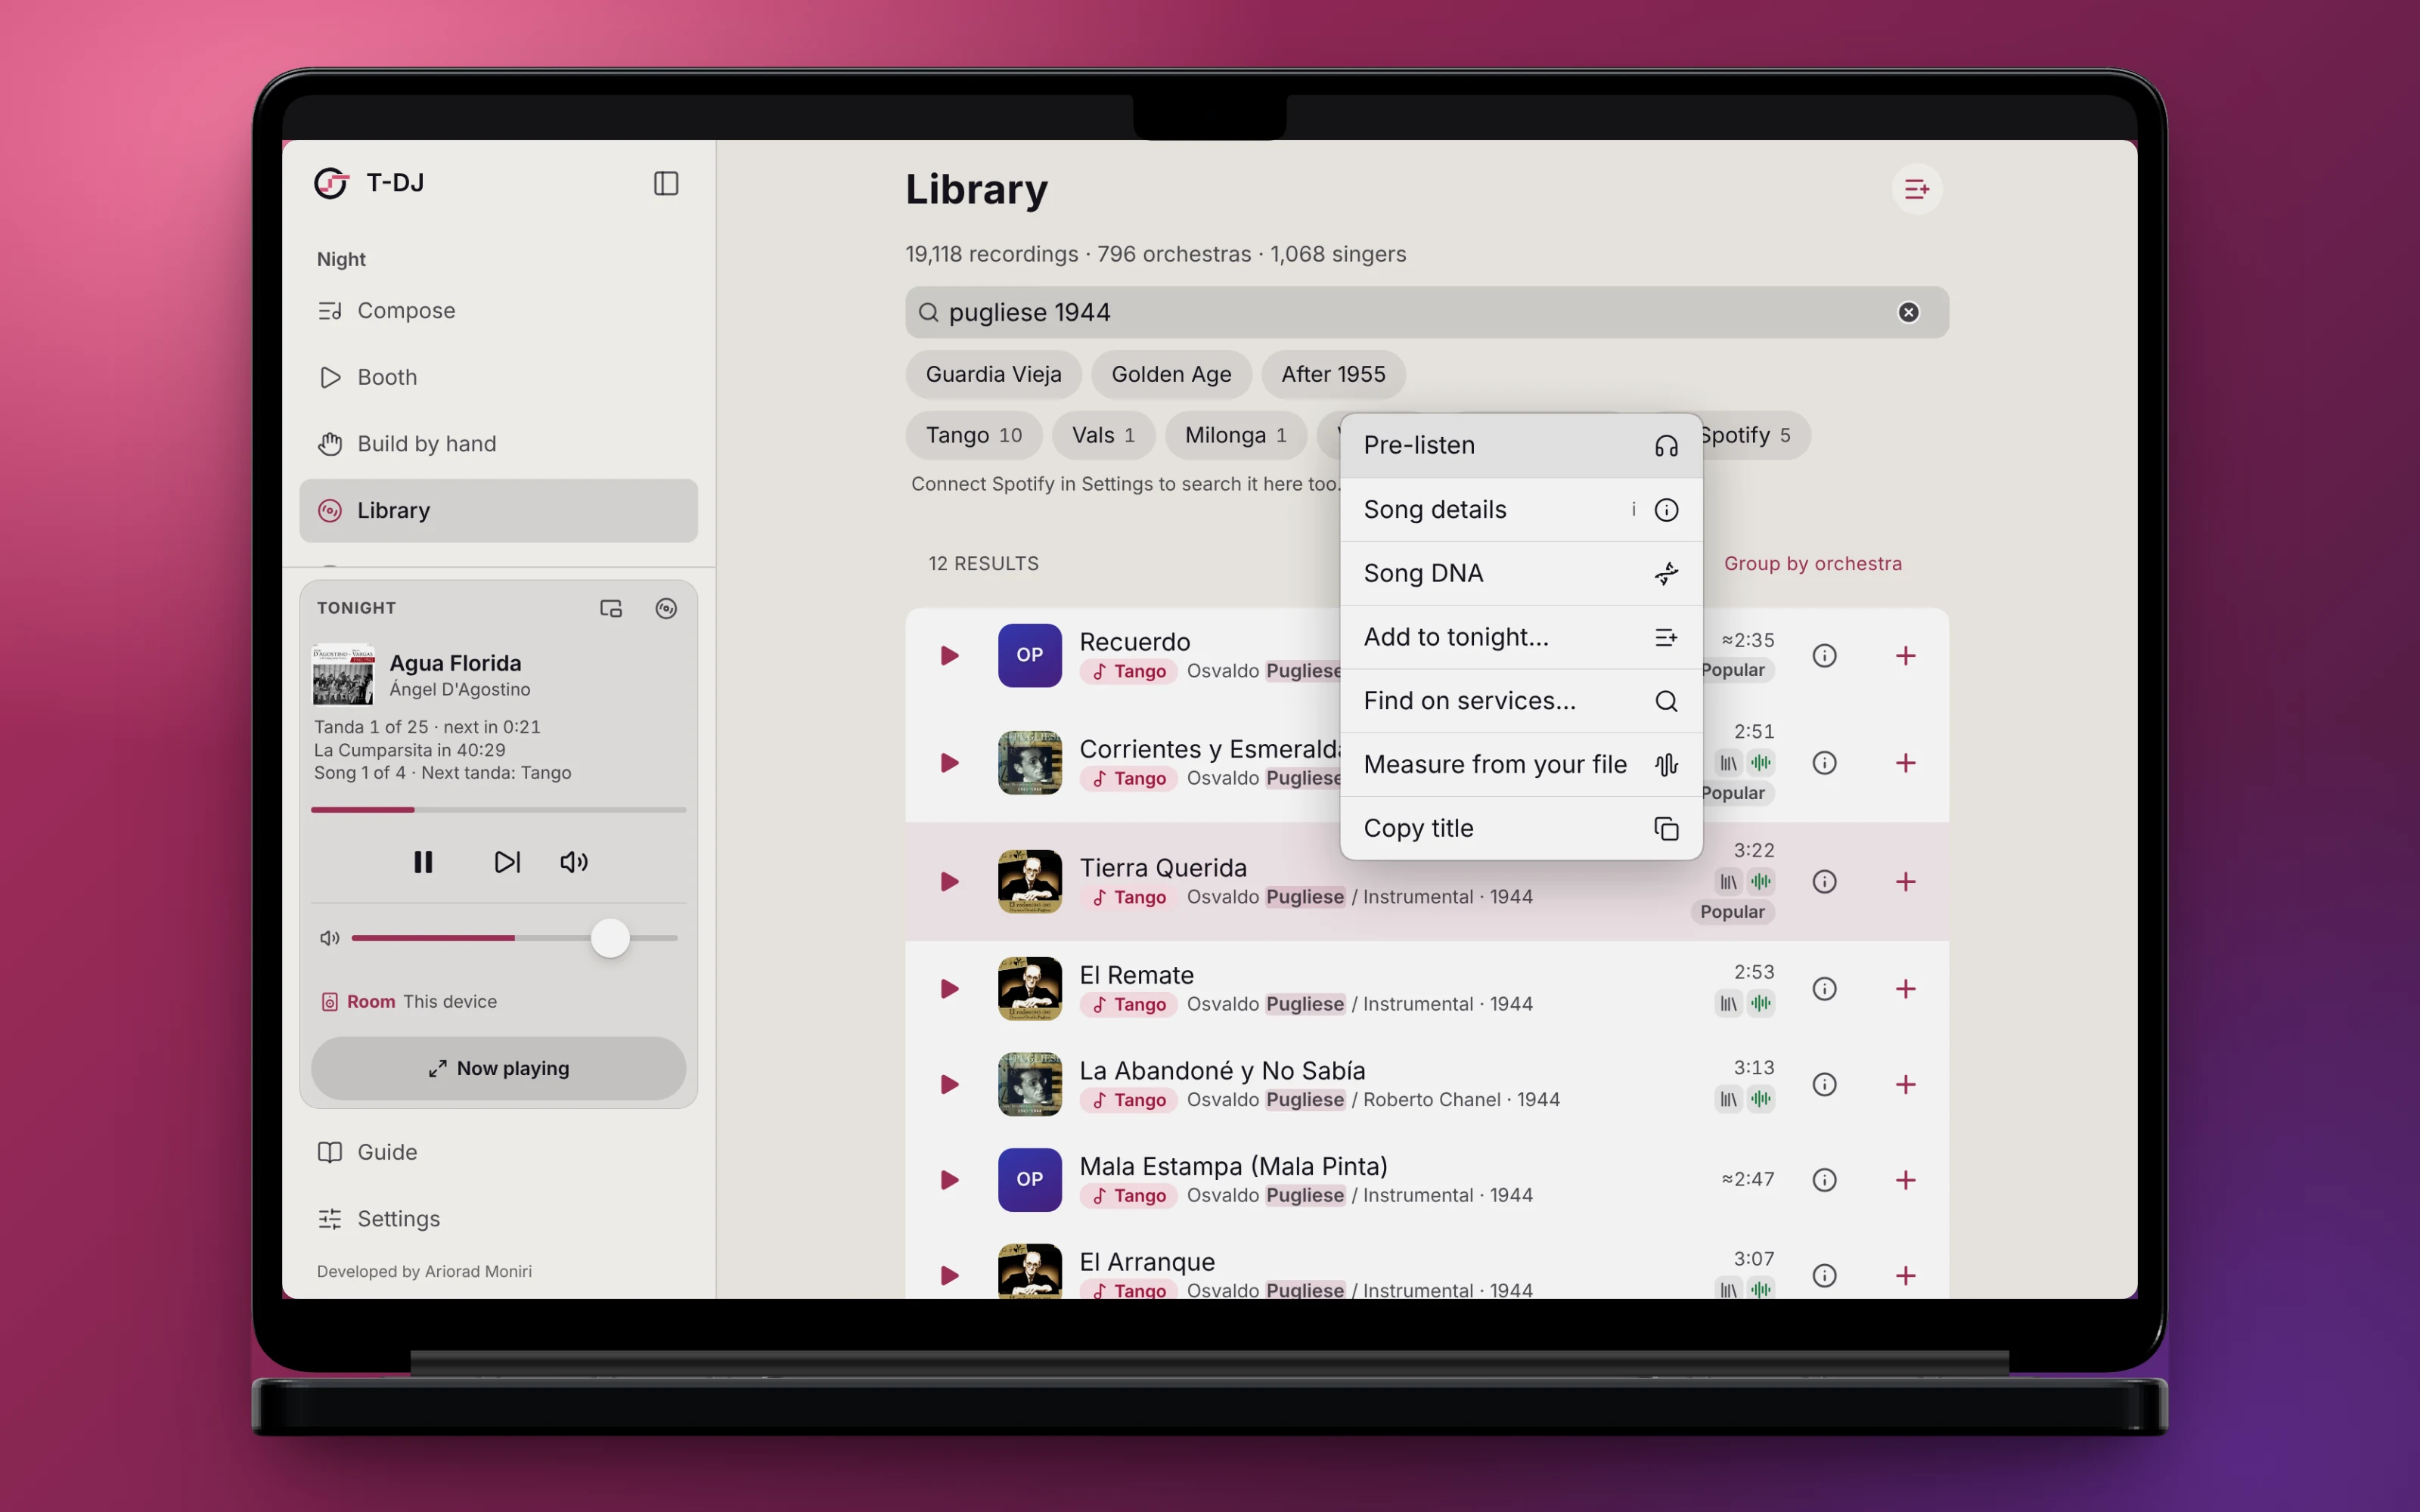 T-DJ
Night
Compose
Booth
Build by hand
Library
TONIGHT
Agua Florida
Ángel D'Agostino
Tanda 1 of 25 · next in 0:21
La Cumparsita in 40:29
Song 1 of 4 · Next tanda: Tango
Room This device
Now playing
Guide
Settings
Developed by Ariorad Moniri
Library
19,118 recordings · 796 orchestras · 1,068 singers
pugliese 1944
Guardia Vieja Golden Age After 1955
Tango 10 Vals 1 Milonga 1 Spotify 5
Connect Spotify in Settings to search it here too.
12 RESULTS Group by orchestra
Pre-listen
Song details i
Song DNA
Add to tonight...
Find on services...
Measure from your file
Copy title
OP Recuerdo ≈2:35
Tango Osvaldo Pugliese Popular
Corrientes y Esmeralda 2:51
Tango Osvaldo Pugliese
Popular
Tierra Querida 3:22
Tango Osvaldo Pugliese / Instrumental · 1944
Popular
El Remate 2:53
Tango Osvaldo Pugliese / Instrumental · 1944
La Abandoné y No Sabía 3:13
Tango Osvaldo Pugliese / Roberto Chanel · 1944
OP Mala Estampa (Mala Pinta) ≈2:47
Tango Osvaldo Pugliese / Instrumental · 1944
El Arranque 3:07
Tango Osvaldo Pugliese / Instrumental · 1944